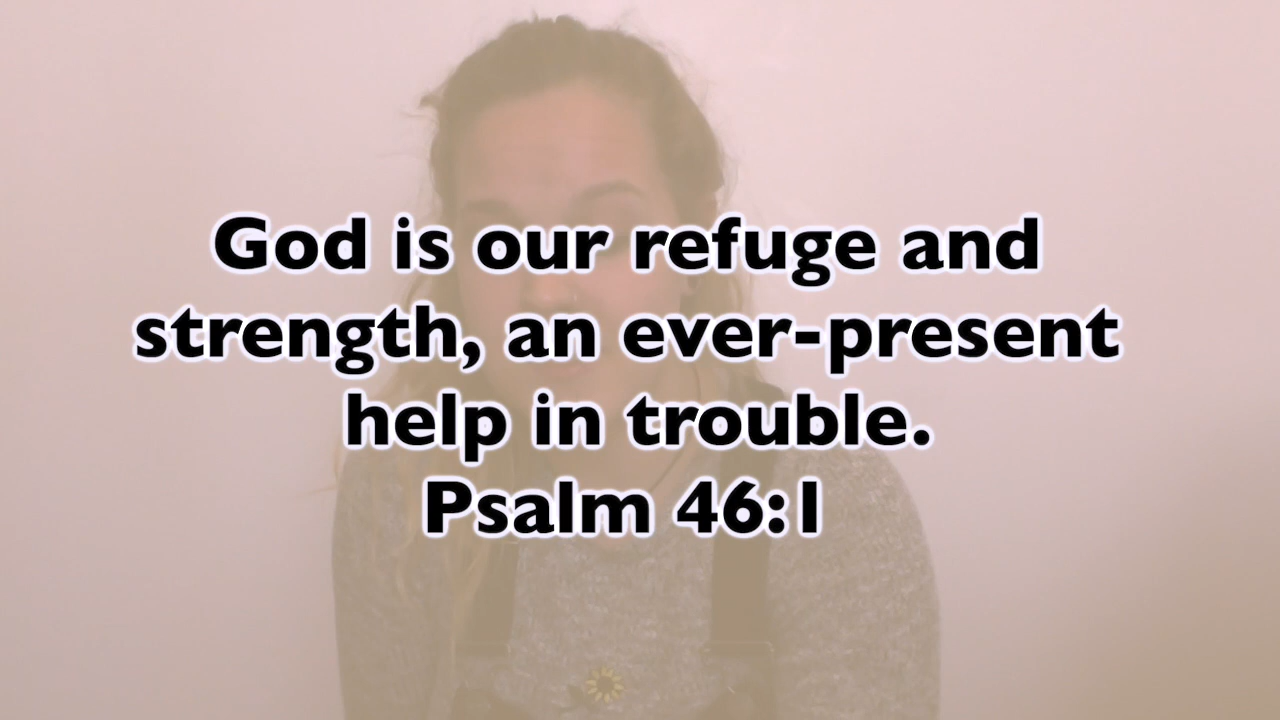 God is our refuge and
strength, an ever-present
help in trouble.
Psalm 46:1